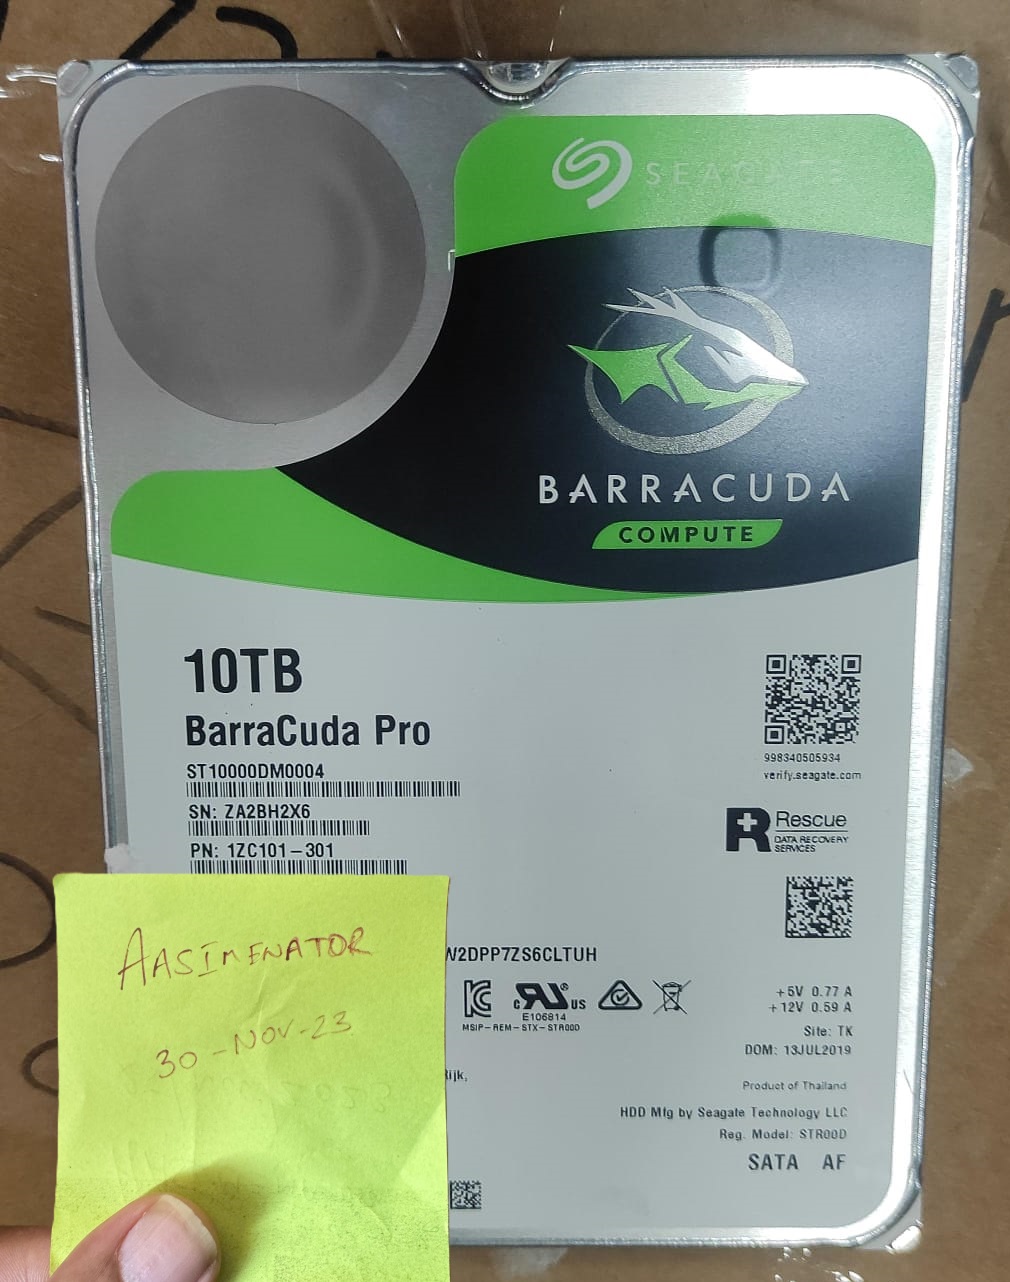 SEAGATE
BARRACUDA
COMPUTE
10TB
BarraCuda Pro
ST10000DM0004
SN: ZA2BH2X6
PN: 1ZC101-301
998340505934
verify.seagate.com
R Rescue
DATA RECOVERY
SERVICES
W2DPP7ZS6CLTUH
c RU ® US
E106814
MSIP-REM-STX-STR00D
+5V 0.77 A
+12V 0.59 A
Site: TK
DOM: 13JUL2019
Rijk,
Product of Thailand
HDD Mfg by Seagate Technology LLC
Reg. Model: STR00D
SATA AF
AASIMENATOR
30-NOV-23